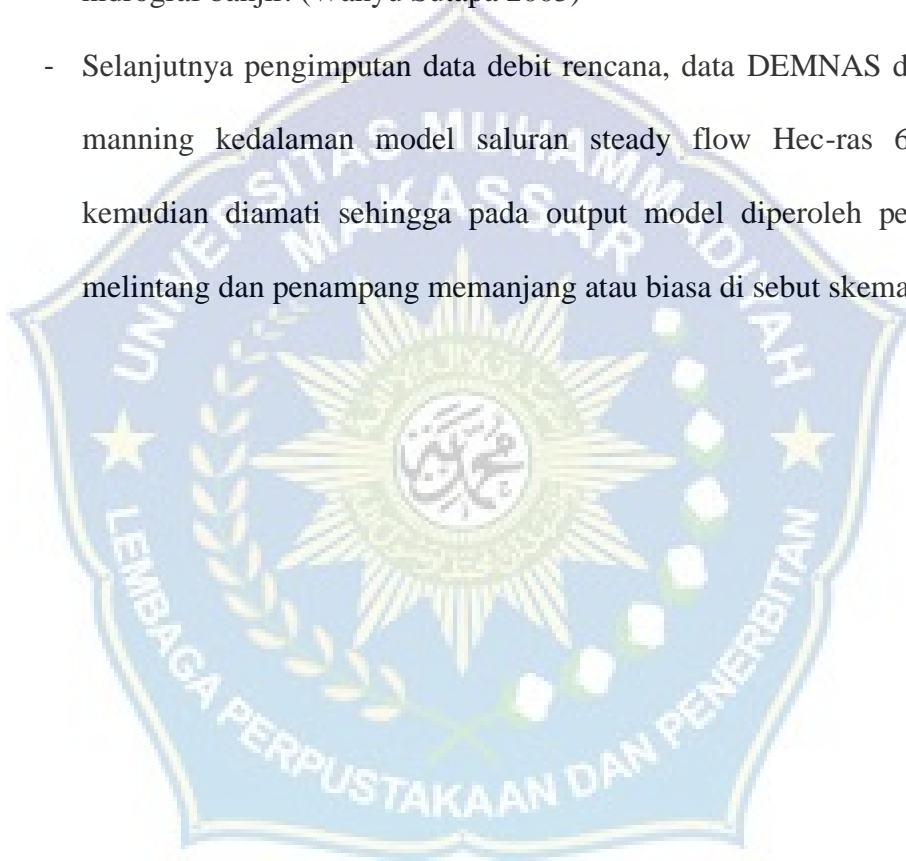 hidrograf banjir. (Wahyu Sutapa 2005)
- Selanjutnya pengimputan data debit rencana, data DEMNAS d
manning kedalaman model saluran steady flow Hec-ras 6
kemudian diamati sehingga pada output model diperoleh pe
melintang dan penampang memanjang atau biasa di sebut skema
UNIVERSITAS MUHAMMADIYAH
MAKASSAR
LEMBAGA PERPUSTAKAAN DAN PENERBITAN